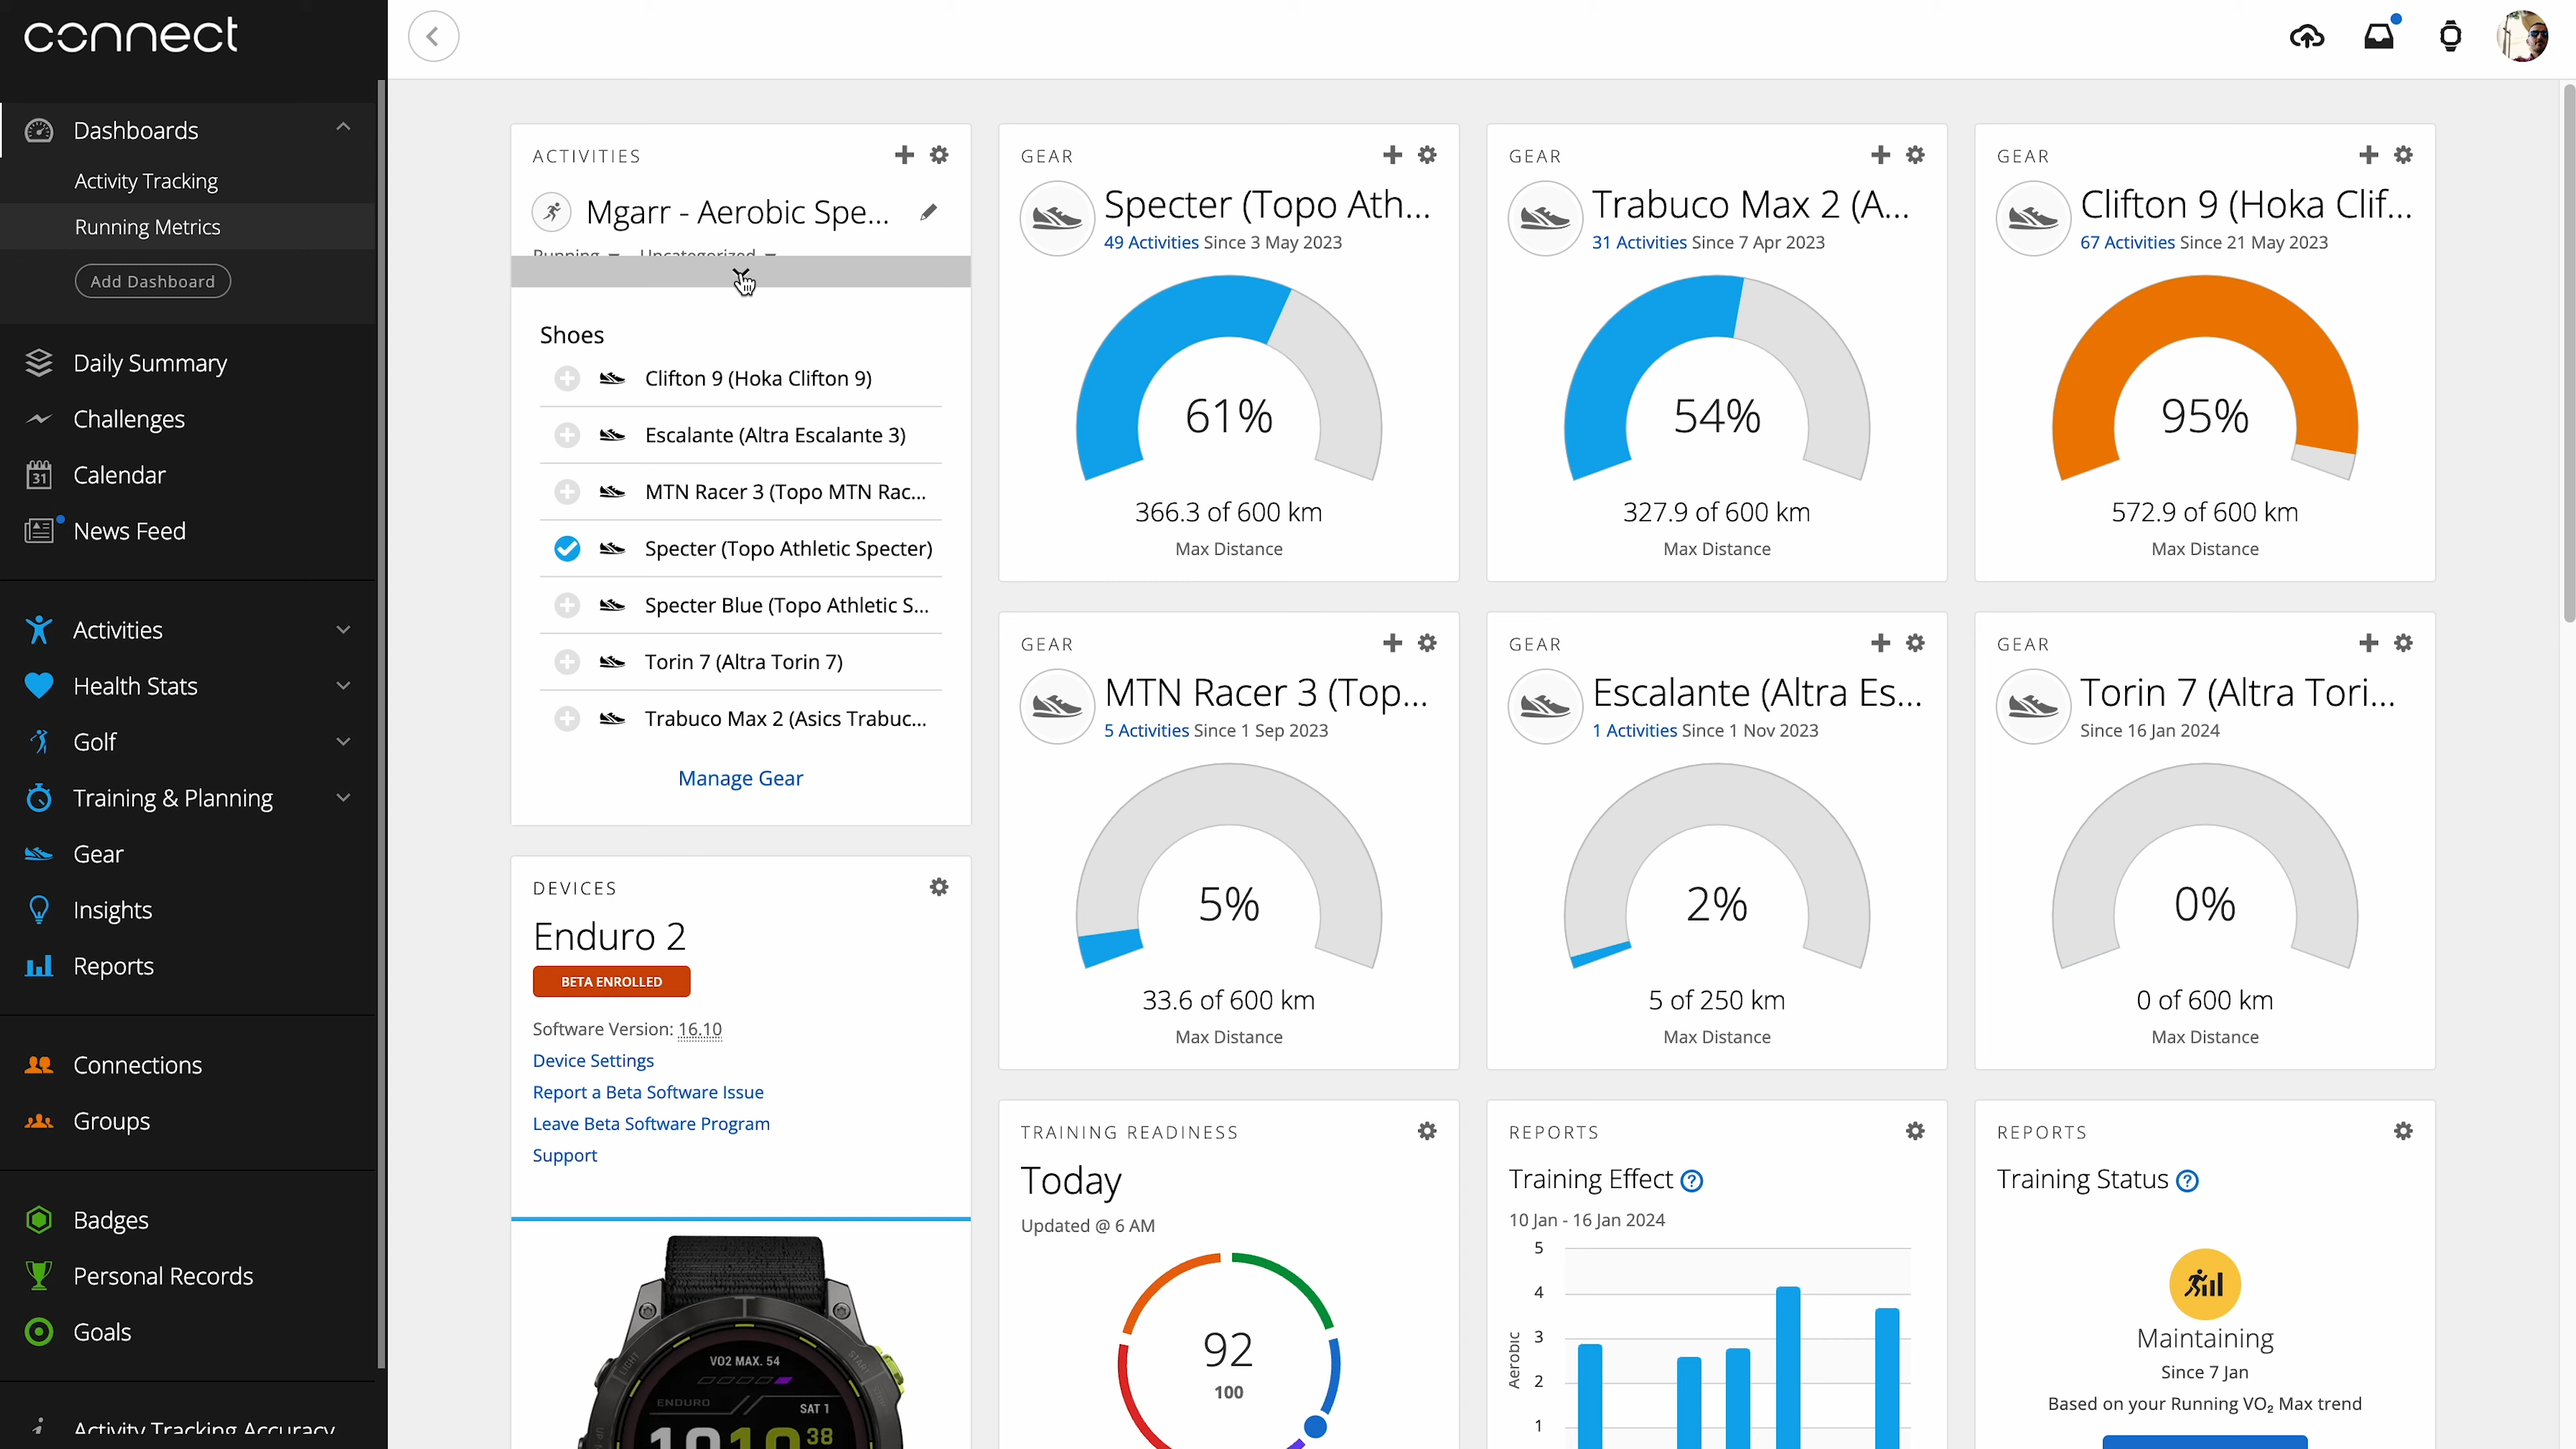 connect
Dashboards
Activity Tracking
Running Metrics
Add Dashboard
Daily Summary
Challenges
31
Calendar
News Feed
Activities
Health Stats
Golf
Training & Planning
Gear
Insights
Reports
Connections
Groups
Badges
Personal Records
Goals
Activity Tracking Accuracy
ACTIVITIES
Mgarr - Aerobic Spe...
Running Uncategorized
Shoes
Clifton 9 (Hoka Clifton 9)
Escalante (Altra Escalante 3)
MTN Racer 3 (Topo MTN Rac...
Specter (Topo Athletic Specter)
Specter Blue (Topo Athletic S...
Torin 7 (Altra Torin 7)
Trabuco Max 2 (Asics Trabuc...
Manage Gear
GEAR
Specter (Topo Ath...
49 Activities Since 3 May 2023
61%
366.3 of 600 km
Max Distance
GEAR
Trabuco Max 2 (A...
31 Activities Since 7 Apr 2023
54%
327.9 of 600 km
Max Distance
GEAR
Clifton 9 (Hoka Clif...
67 Activities Since 21 May 2023
95%
572.9 of 600 km
Max Distance
GEAR
MTN Racer 3 (Top...
5 Activities Since 1 Sep 2023
5%
33.6 of 600 km
Max Distance
GEAR
Escalante (Altra Es...
1 Activities Since 1 Nov 2023
2%
5 of 250 km
Max Distance
GEAR
Torin 7 (Altra Tori...
Since 16 Jan 2024
0%
0 of 600 km
Max Distance
DEVICES
Enduro 2
BETA ENROLLED
Software Version: 16.10
Device Settings
Report a Beta Software Issue
Leave Beta Software Program
Support
VO2 MAX. 54
LIGHT
START
ENDURO
SAT 1
10 10 38
TRAINING READINESS
Today
Updated @ 6 AM
92
100
REPORTS
Training Effect ?
10 Jan - 16 Jan 2024
Aerobic
5
4
3
2
1
REPORTS
Training Status ?
Maintaining
Since 7 Jan
Based on your Running VO₂ Max trend